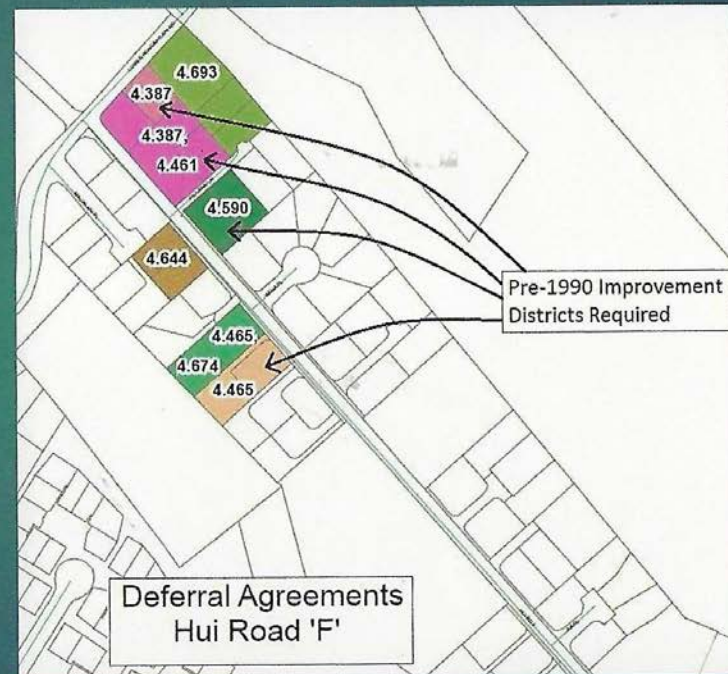 4.693
4.387
4.387,
4.461
4.590
4.644
4.465,
4.674
4.465
Pre-1990 Improvement
Districts Required
Deferral Agreements
Hui Road 'F'